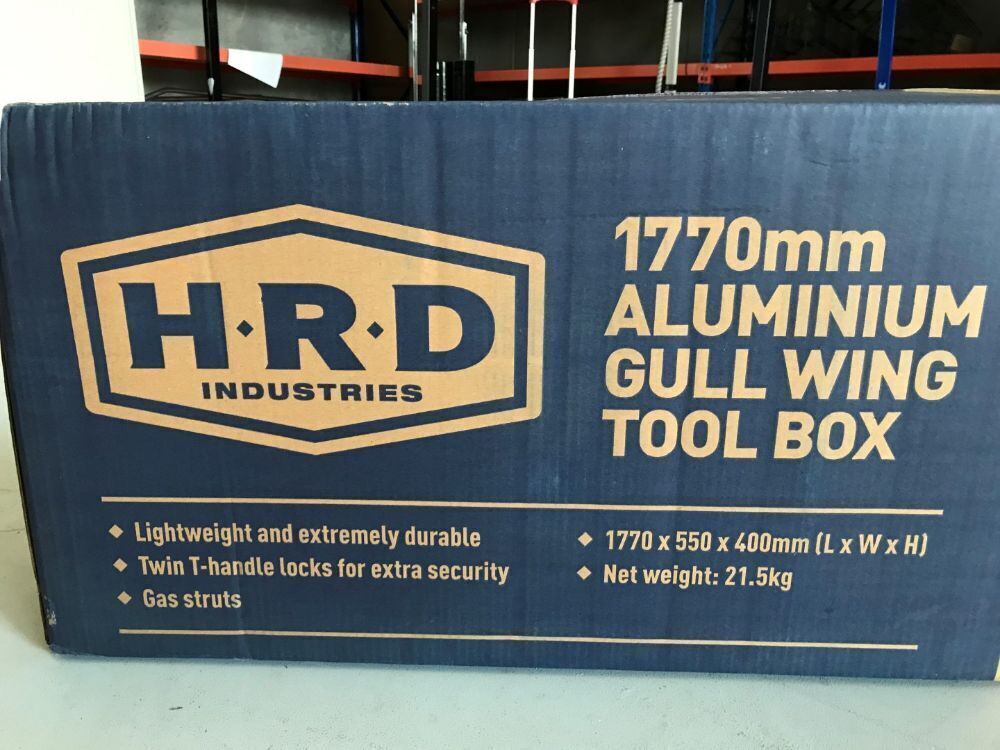 H·R·D
INDUSTRIES
1770mm
ALUMINIUM
GULL WING
TOOL BOX
◆ Lightweight and extremely durable
◆ Twin T-handle locks for extra security
◆ Gas struts
◆ 1770 x 550 x 400mm (L x W x H)
◆ Net weight: 21.5kg